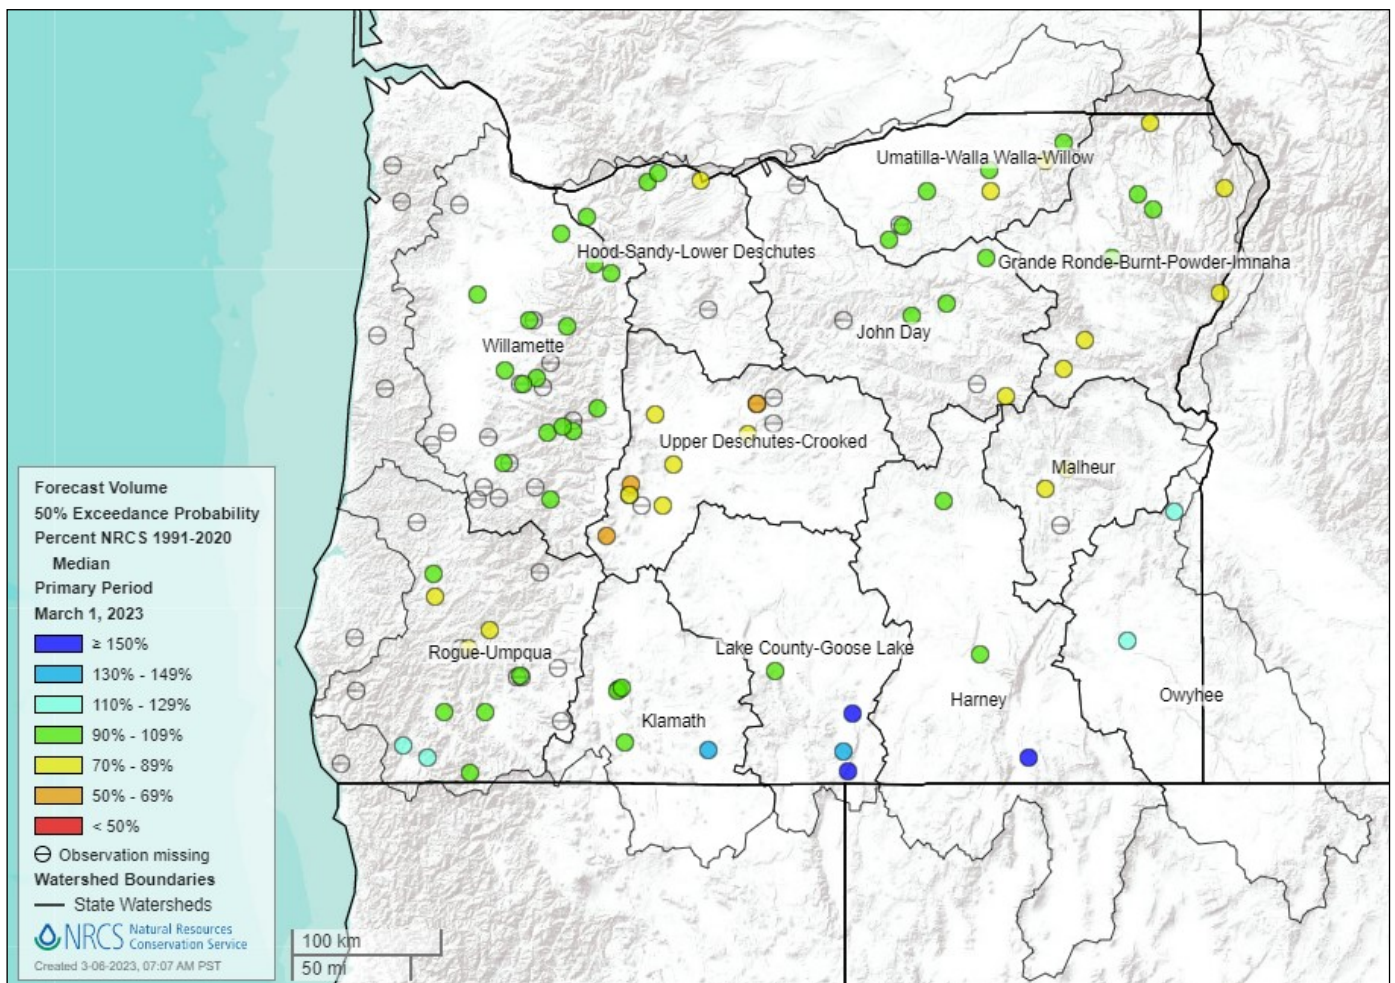 Umatilla-Walla Walla-Willow
Hood-Sandy-Lower Deschutes
Grande Ronde-Burnt-Powder-Imnaha
John Day
Willamette
Upper Deschutes-Crooked
Malheur
Forecast Volume
50% Exceedance Probability
Percent NRCS 1991-2020
Median
Primary Period
March 1, 2023
≥ 150%
130% - 149%
110% - 129%
90% - 109%
70% - 89%
50% - 69%
< 50%
Observation missing
Watershed Boundaries
State Watersheds
NRCS Natural Resources
Conservation Service
Created 3-06-2023, 07:07 AM PST
Rogue-Umpqua
Lake County-Goose Lake
Klamath
Harney
Owyhee
100 km
50 mi